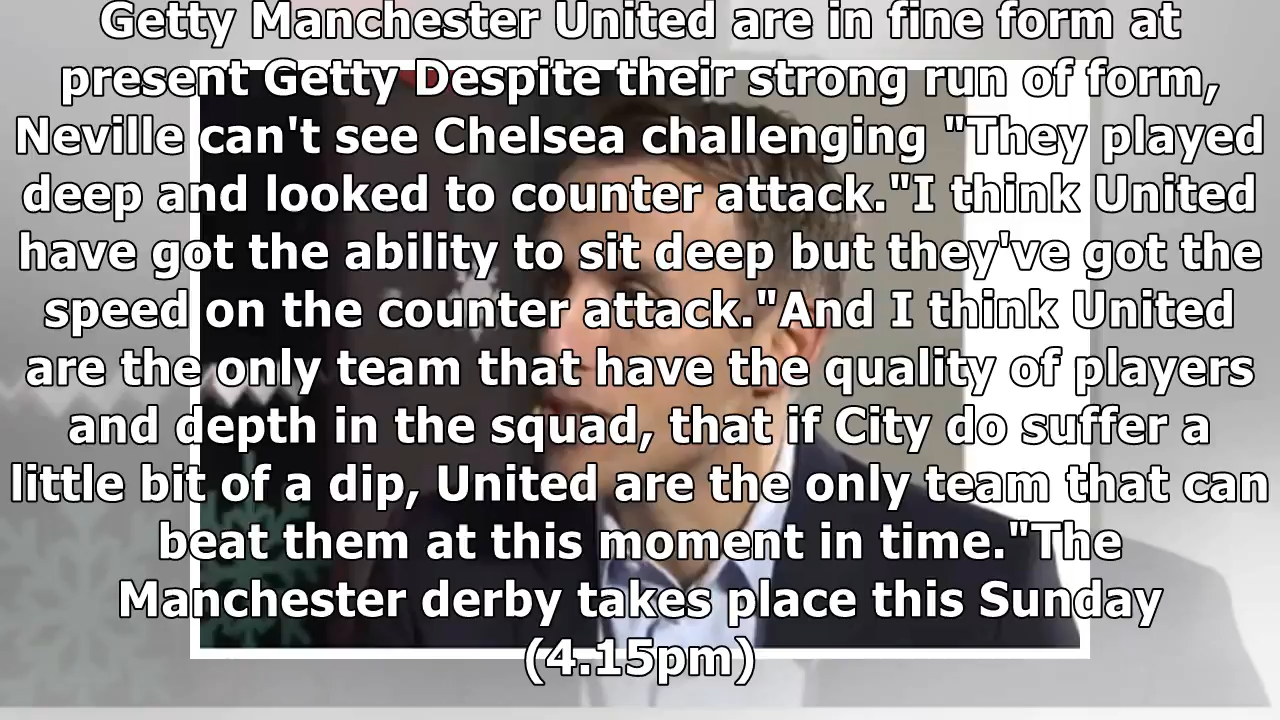 Getty Manchester United are in fine form at
present Getty Despite their strong run of form,
Neville can't see Chelsea challenging "They played
deep and looked to counter attack."I think United
have got the ability to sit deep but they've got the
speed on the counter attack."And I think United
are the only team that have the quality of players
and depth in the squad, that if City do suffer a
little bit of a dip, United are the only team that can
beat them at this moment in time."The
Manchester derby takes place this Sunday
(4.15pm)